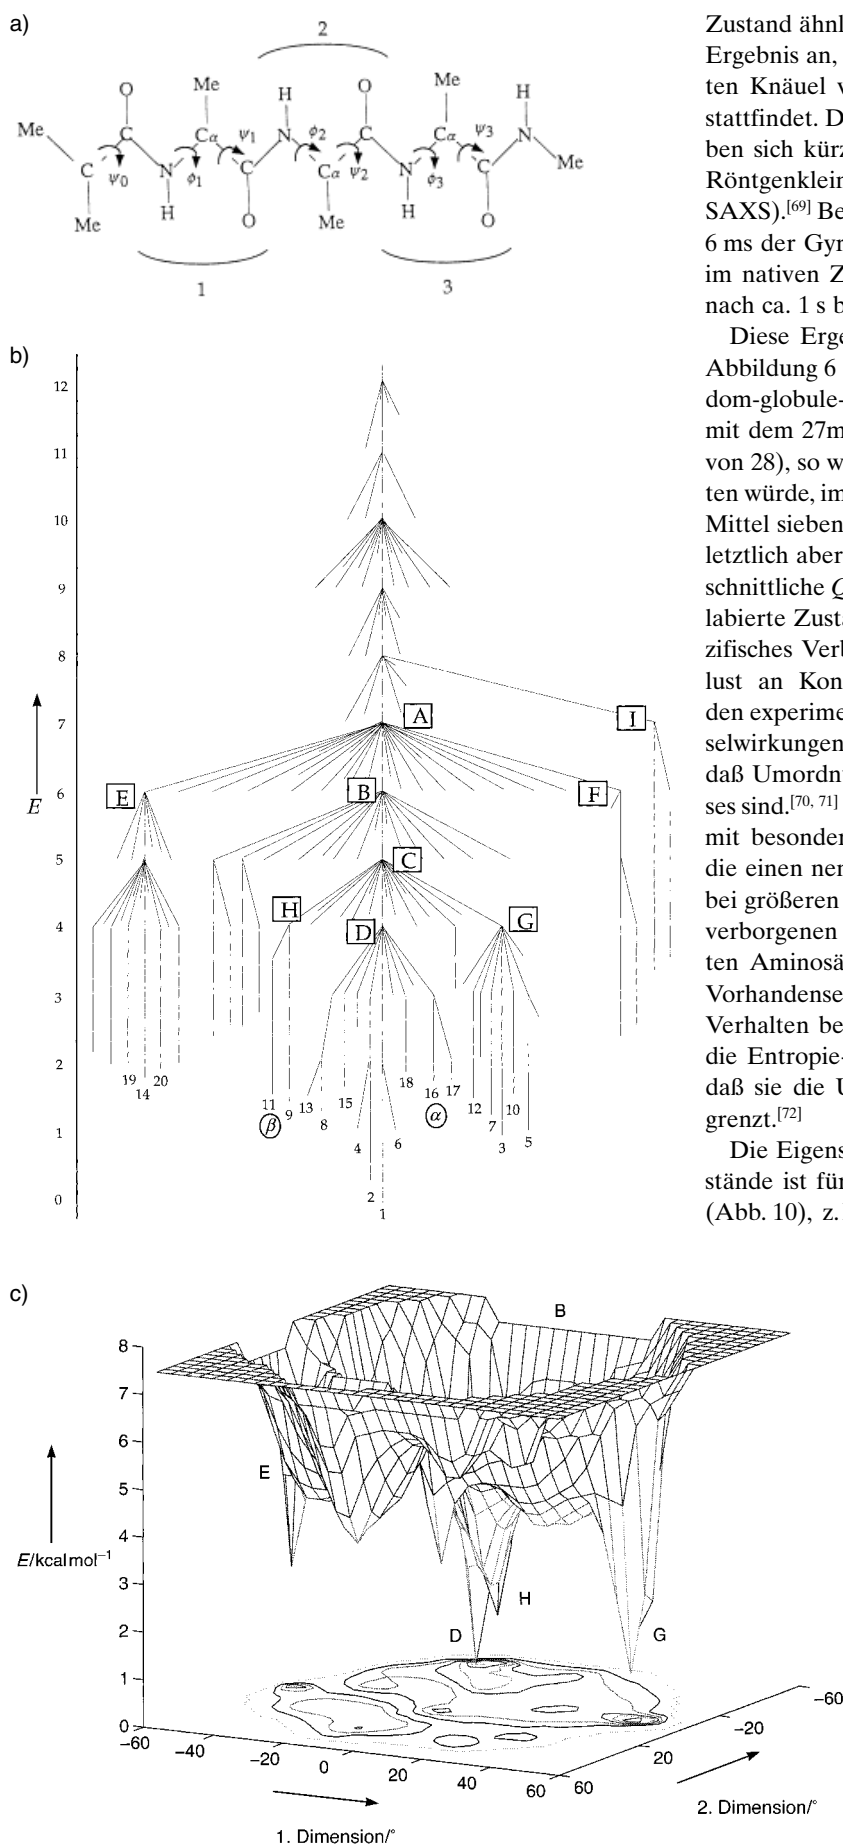 a)
2
O
Me
H
O
Me
H
Me
C
Cα
ψ1
N
ϕ2
C
Cα
ψ3
N
C
ψ0
N
ϕ1
C
Cα
ψ2
N
ϕ3
C
Me
Me
H
O
Me
H
O
1
3
b)
12
11
10
9
8
7
A
I
E
6
E
B
F
5
C
4
H
D
G
3
2
19
14
20
11
9
13
8
15
18
16
17
12
7
10
β
α
1
4
6
3
5
0
2
1
c)
B
8
7
6
E
5
4
E/kcal mol–1
3
H
2
D
G
1
0
–60
–40
–20
0
20
40
60
60
20
–20
–60
1. Dimension/°
2. Dimension/°
Zustand ähnl
Ergebnis an,
ten Knäuel v
stattfindet. D
ben sich kürz
Röntgenklein
SAXS).[69] Be
6 ms der Gyr
im nativen Z
nach ca. 1 s b
Diese Erge
Abbildung 6
dom-globule-
mit dem 27m
von 28), so w
ten würde, im
Mittel sieben
letztlich aber
schnittliche Q
labierte Zusta
zifisches Verb
lust an Kon
den experime
selwirkungen
daß Umordn
ses sind.[70, 71]
mit besonder
die einen ner
bei größeren
verborgenen
ten Aminosä
Vorhandense
Verhalten be
die Entropie-
daß sie die U
grenzt.[72]
Die Eigens
stände ist für
(Abb. 10), z.